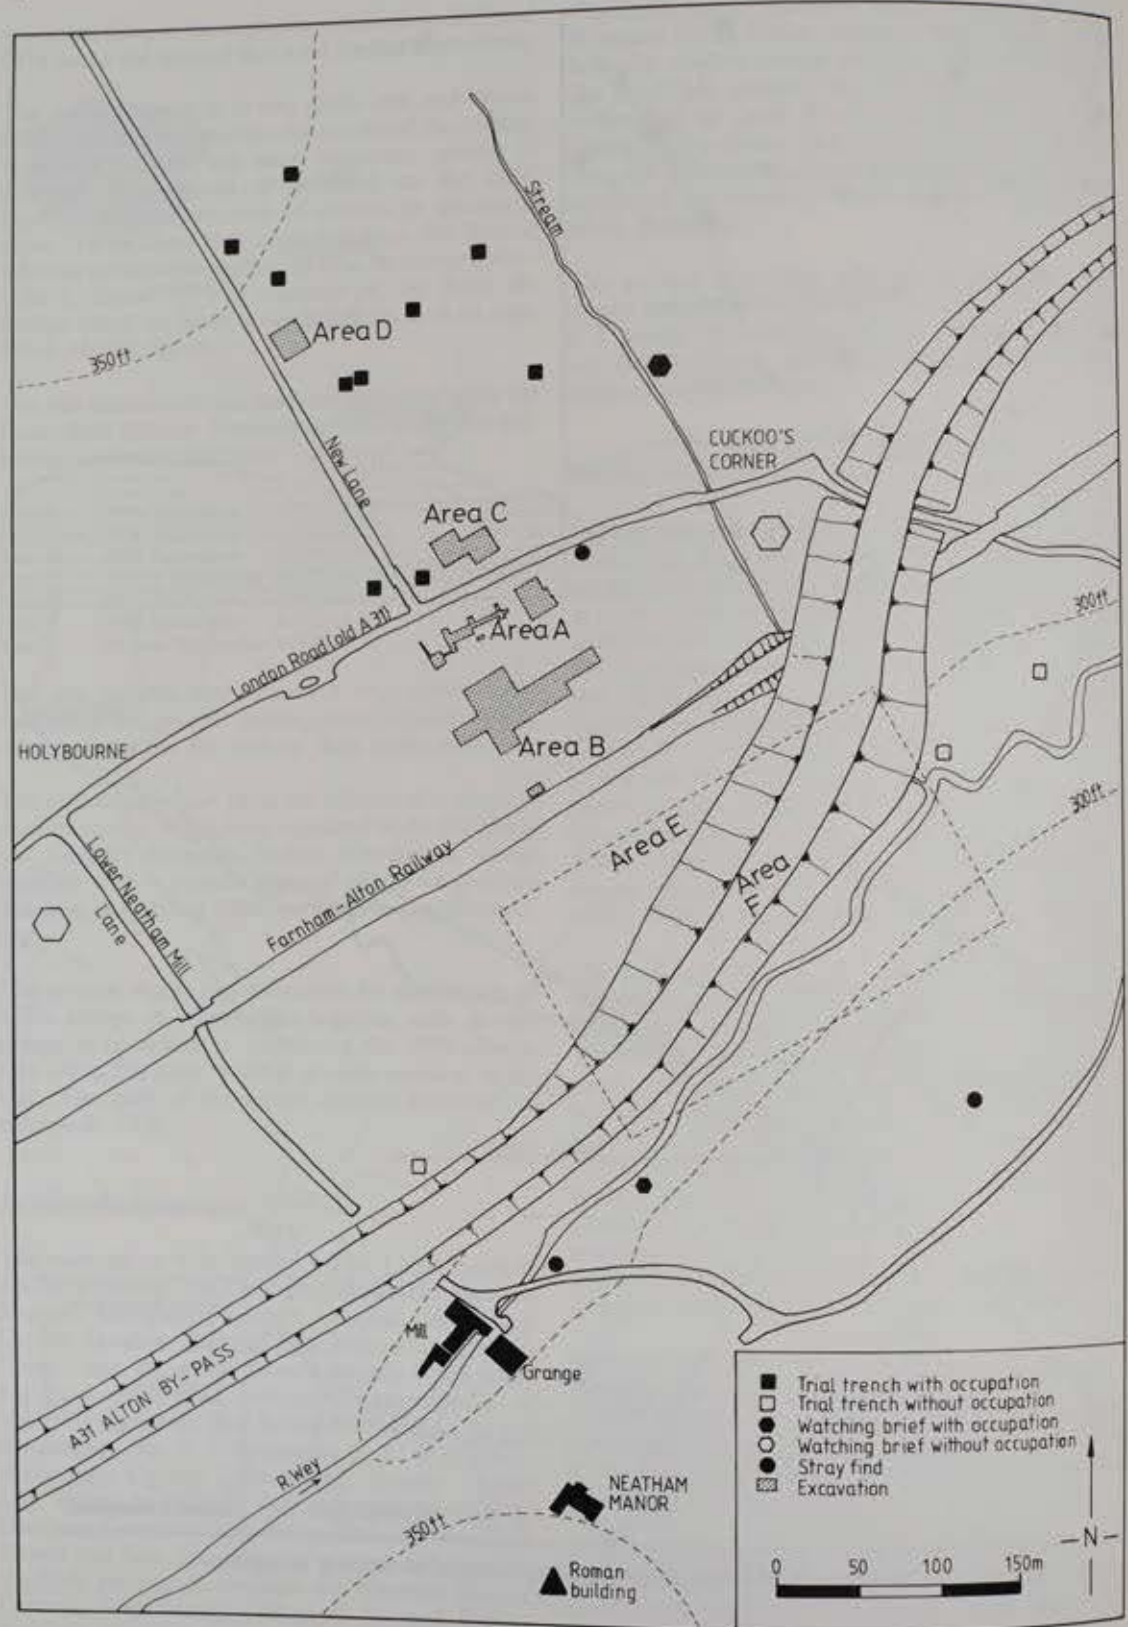 Stream
350ft
Area D
New Lane
CUCKOO'S
CORNER
Area C
London Road (old A 31)
Area A
300ft
HOLYBOURNE
Area B
300ft
Lower Neatham Mill
Lane
Farnham-Alton Railway
Area E
Area
F
Mill
Grange
A31 ALTON BY-PASS
R. Wey
350ft
NEATHAM
MANOR
Roman
building
Trial trench with occupation
Trial trench without occupation
Watching brief with occupation
Watching brief without occupation
Stray find
Excavation
-N-
0 50 100 150m